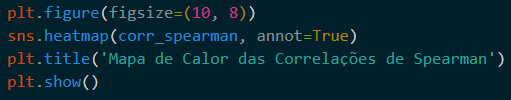 plt.figure(figsize=(10, 8))
sns.heatmap(corr_spearman, annot=True)
plt.title('Mapa de Calor das Correlações de Spearman')
plt.show()